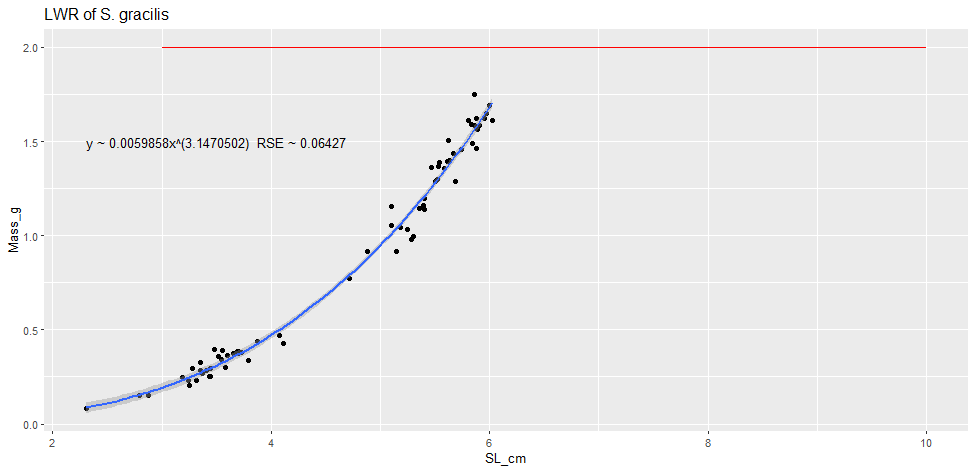 LWR of S. gracilis
2.0
y ~ 0.0059858x^(3.1470502)  RSE ~ 0.06427
1.5
Mass_g
1.0
0.5
0.0
2 4 6 8 10
SL_cm